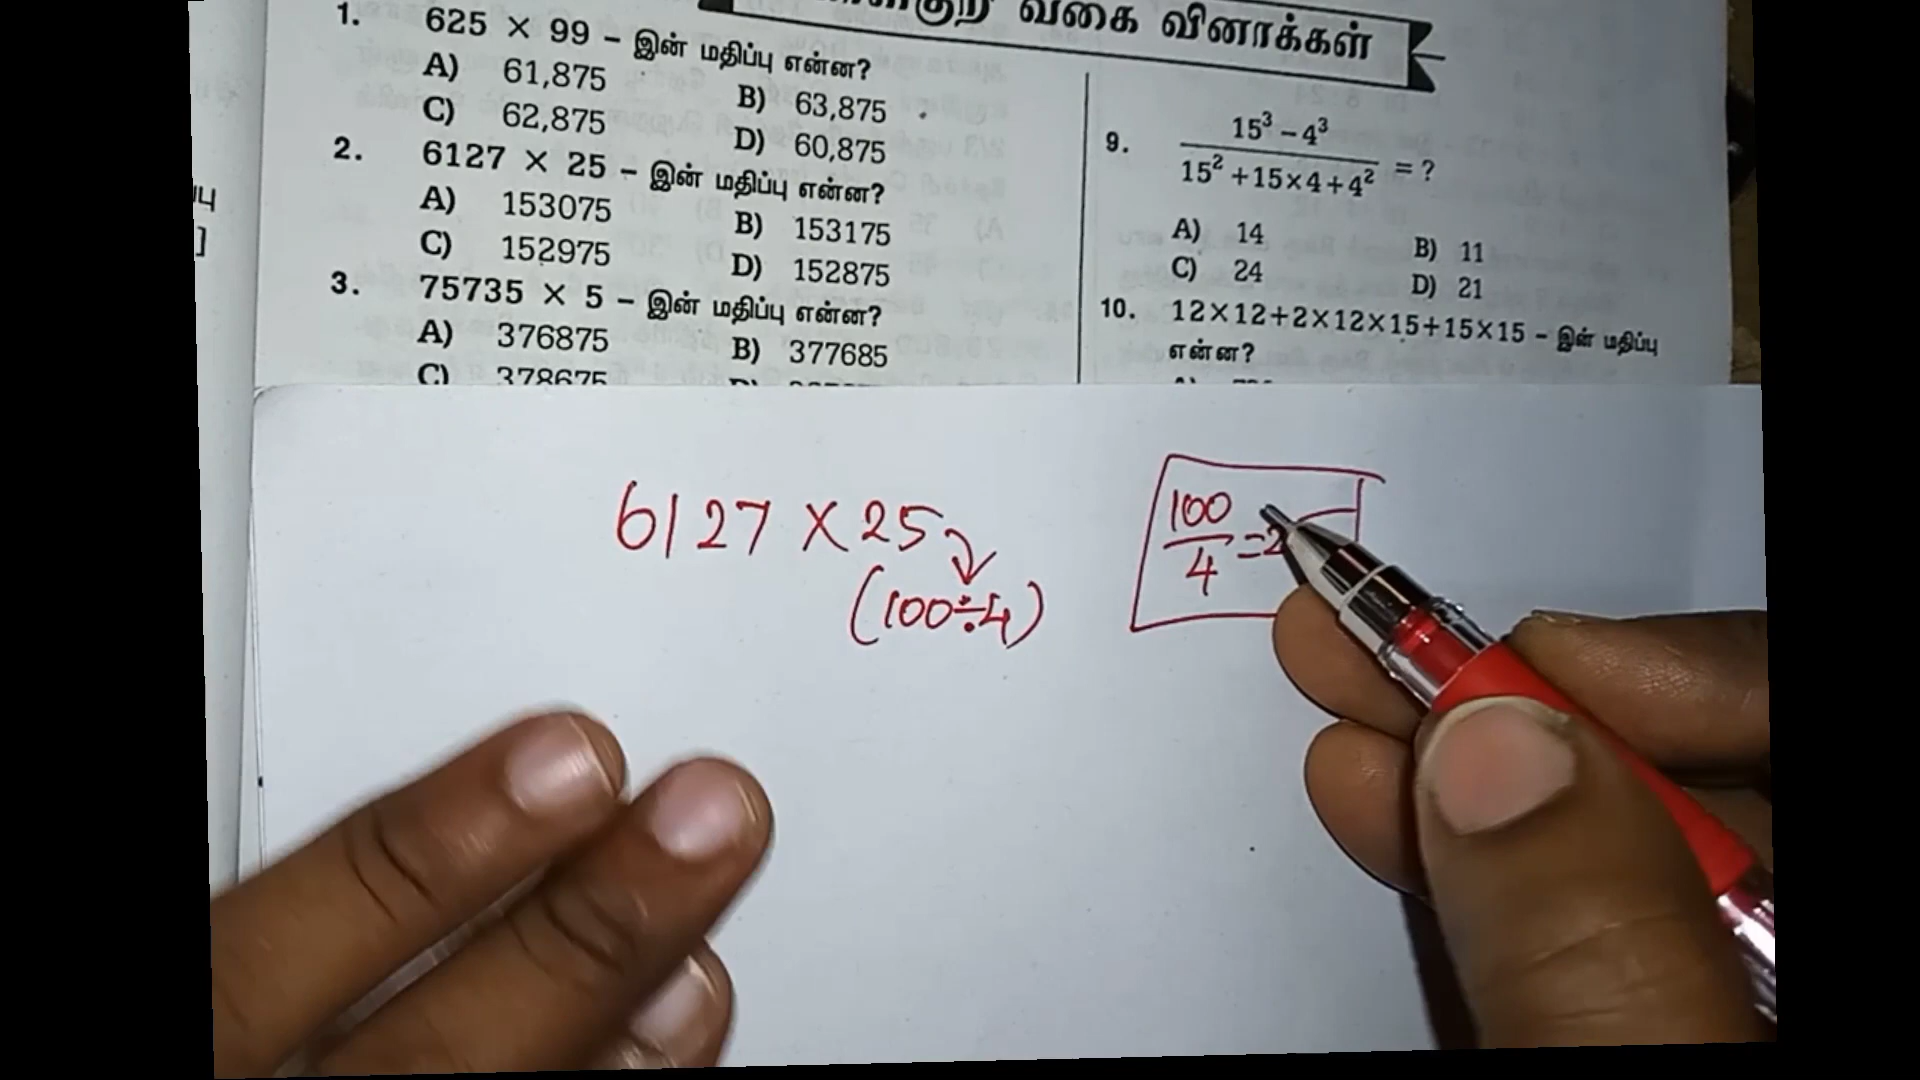 வகை வினாக்கள்
1. 625 × 99 – இன் மதிப்பு என்ன?
A) 61,875 B) 63,875
C) 62,875 D) 60,875
2. 6127 × 25 – இன் மதிப்பு என்ன?
A) 153075 B) 153175
C) 152975 D) 152875
3. 75735 × 5 – இன் மதிப்பு என்ன?
A) 376875 B) 377685
C) 378675
9. 15³ – 4³
15² + 15×4 + 4² = ?
A) 14 B) 11
C) 24 D) 21
10. 12×12+2×12×15+15×15 – இன் மதிப்பு
என்ன?
6127 × 25
(100÷4)
100
4 = 2